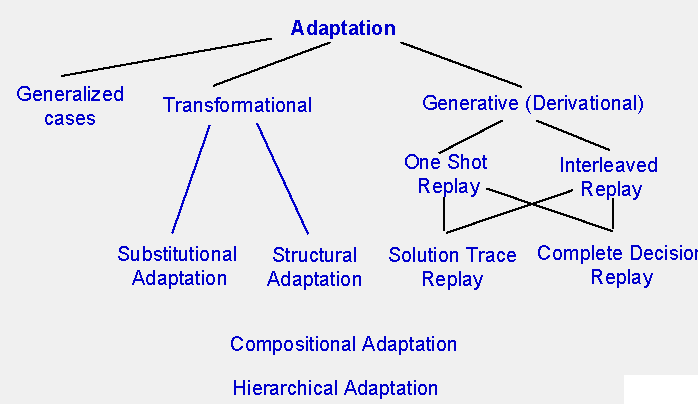 Adaptation
Generalized
cases
Transformational
Generative (Derivational)
One Shot
Replay
Interleaved
Replay
Substitutional
Adaptation
Structural
Adaptation
Solution Trace
Replay
Complete Decision
Replay
Compositional Adaptation
Hierarchical Adaptation